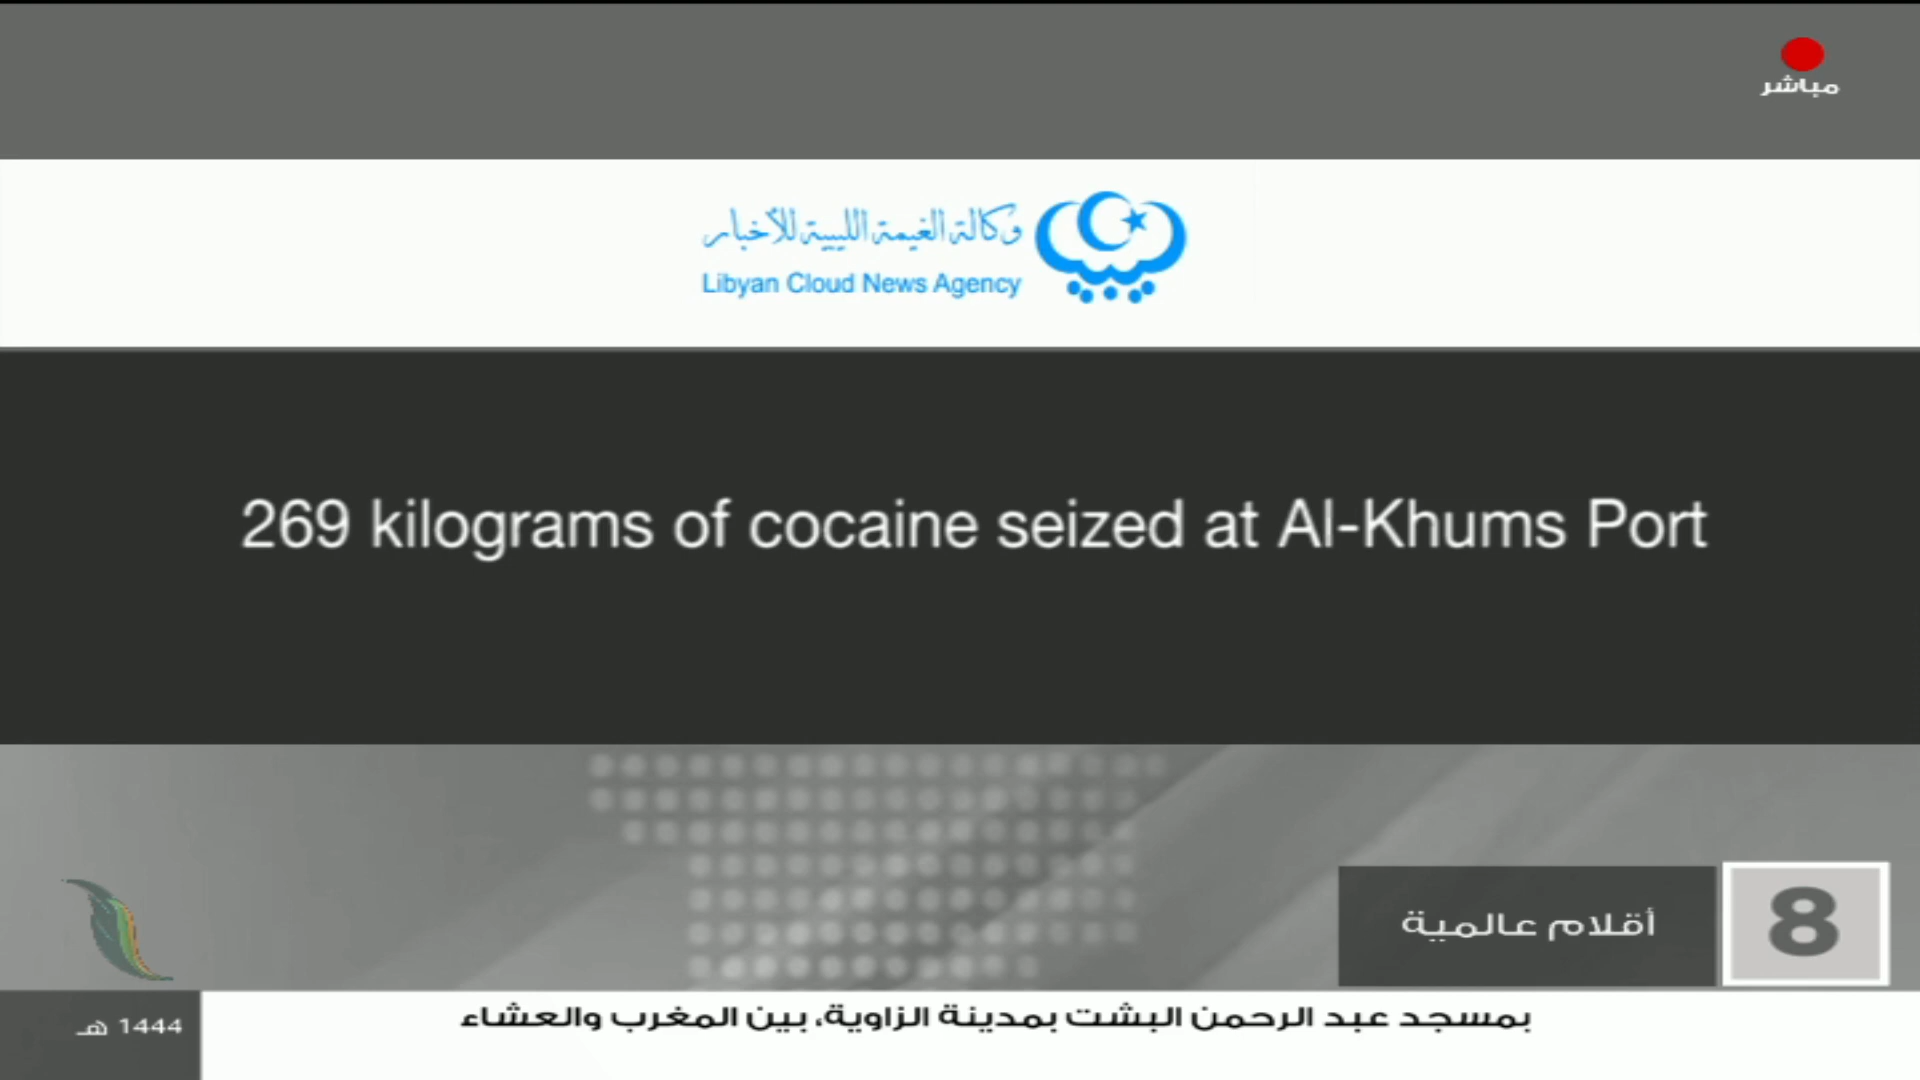 مباشر
وكالة الغيمة الليبية للأخبار
Libyan Cloud News Agency
269 kilograms of cocaine seized at Al-Khums Port
أقلام عالمية
8
بمسجد عبد الرحمن البشت بمدينة الزاوية، بين المغرب والعشاء
1444 هـ